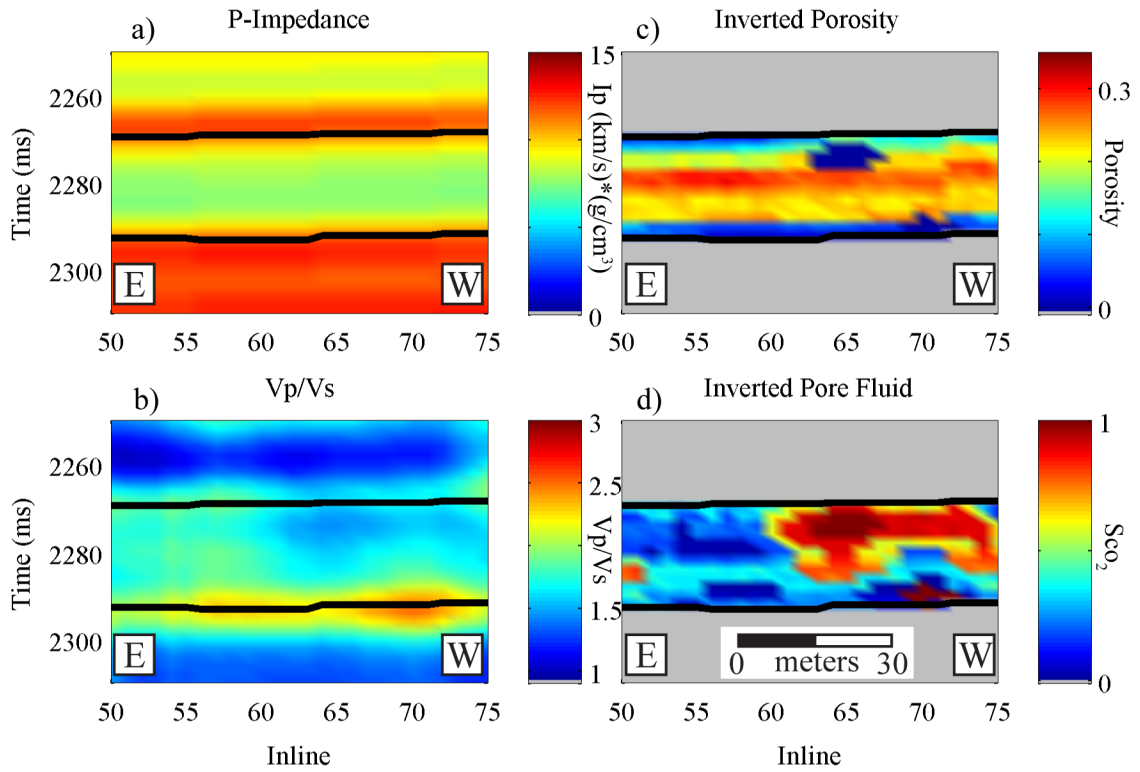 a)
P-Impedance
Time (ms)
2260
2280
2300
E
W
50
55
60
65
70
75
15
Ip (km/s)*(g/cm³)
0
c)
Inverted Porosity
E
W
50
55
60
65
70
75
0.3
Porosity
0
b)
Vp/Vs
Time (ms)
2260
2280
2300
E
W
50
55
60
65
70
75
Inline
3
2.5
Vp/Vs
1.5
1
d)
Inverted Pore Fluid
E
W
0 meters 30
50
55
60
65
70
75
Inline
1
Sco₂
0